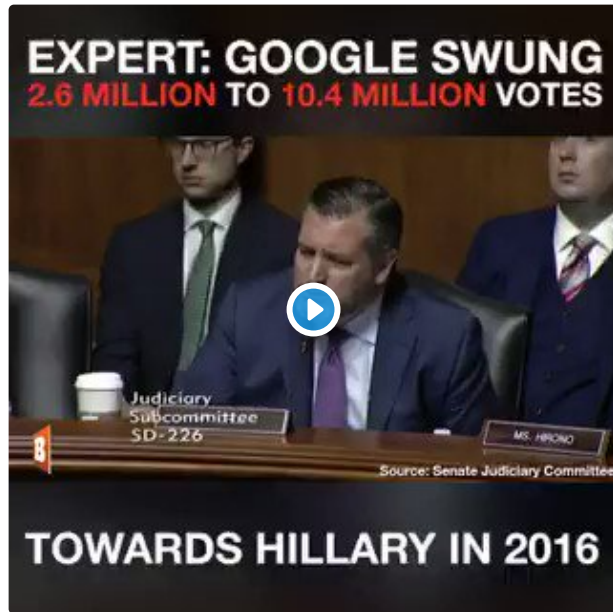 EXPERT: GOOGLE SWUNG
2.6 MILLION TO 10.4 MILLION VOTES
Judiciary
Subcommittee
SD-226
MS. HIRONO
B
Source: Senate Judiciary Committee
TOWARDS HILLARY IN 2016